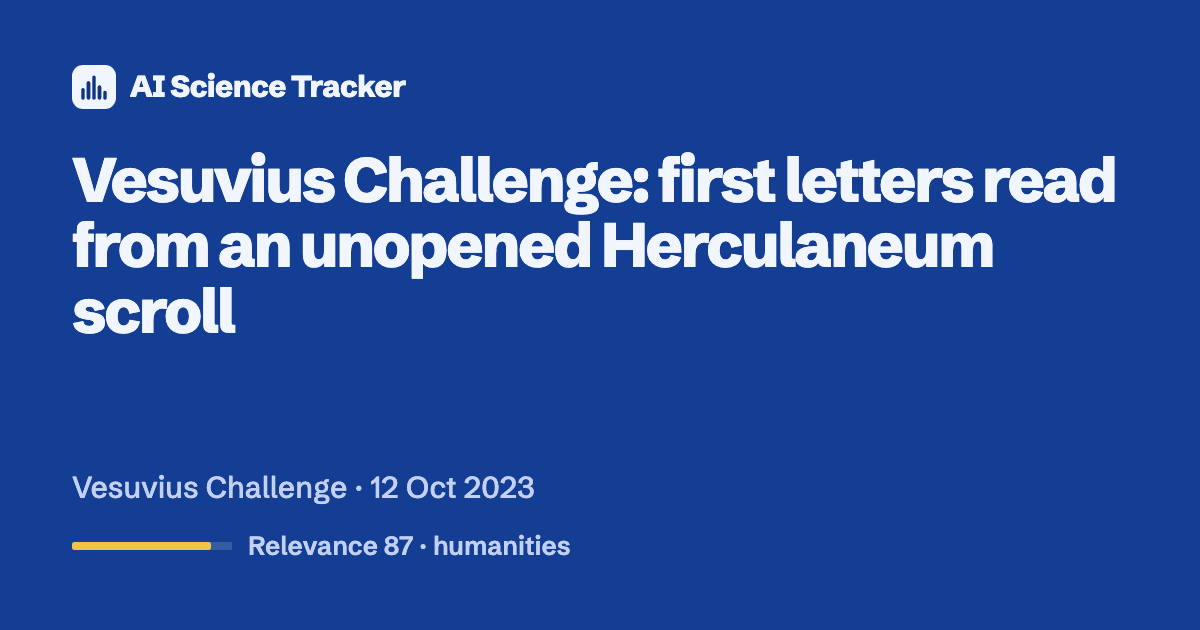 AI Science Tracker
Vesuvius Challenge: first letters read
from an unopened Herculaneum
scroll
Vesuvius Challenge · 12 Oct 2023
Relevance 87 · humanities